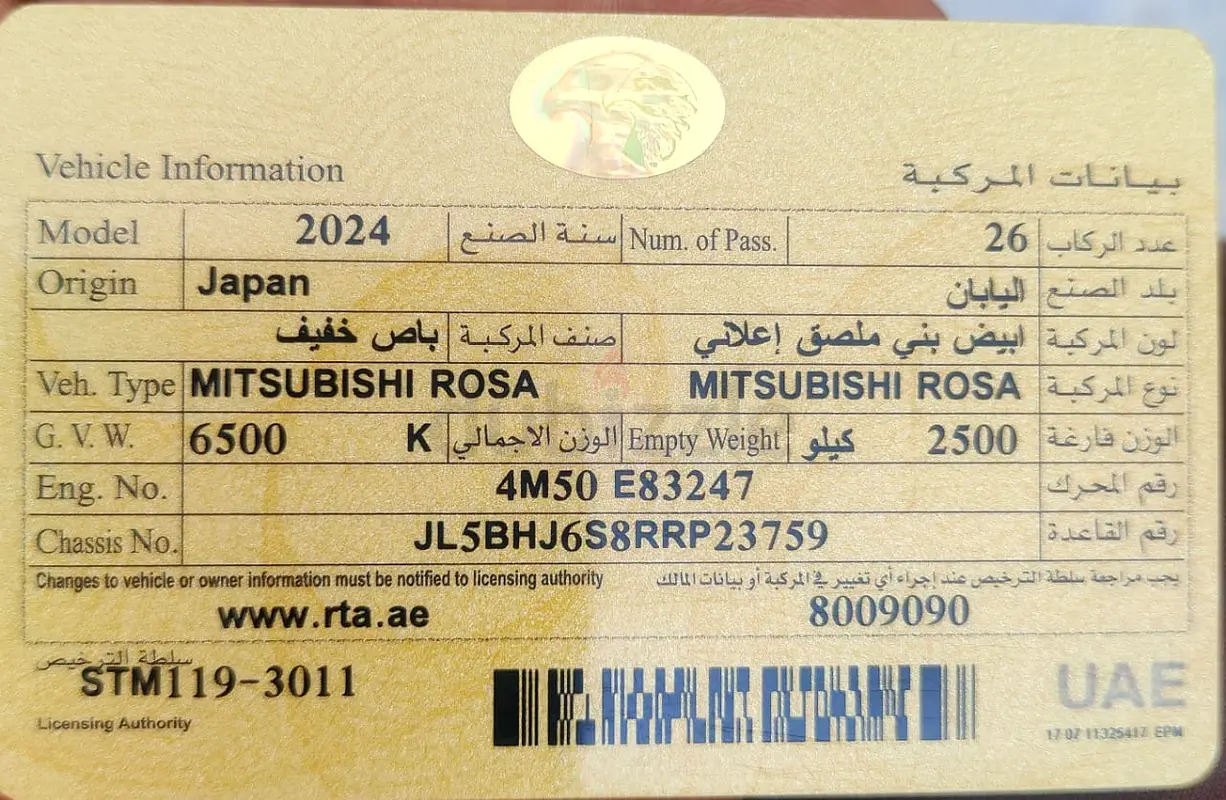 Vehicle Information بيانات المركبة
Model 2024 سنة الصنع Num. of Pass. 26 عدد الركاب
Origin Japan اليابان بلد الصنع
باص خفيف صنف المركبة ابيض بني ملصق إعلاني لون المركبة
Veh. Type MITSUBISHI ROSA MITSUBISHI ROSA نوع المركبة
G. V. W. 6500 K الوزن الاجمالي Empty Weight كيلو 2500 الوزن فارغة
Eng. No. 4M50 E83247 رقم المحرك
Chassis No. JL5BHJ6S8RRP23759 رقم القاعدة
Changes to vehicle or owner information must be notified to licensing authority يجب مراجعة سلطة الترخيص عند إجراء أي تغيير في المركبة أو بيانات المالك
www.rta.ae 8009090
سلطة الترخيص
STM119-3011 UAE
Licensing Authority 17 07 11325417 EPM